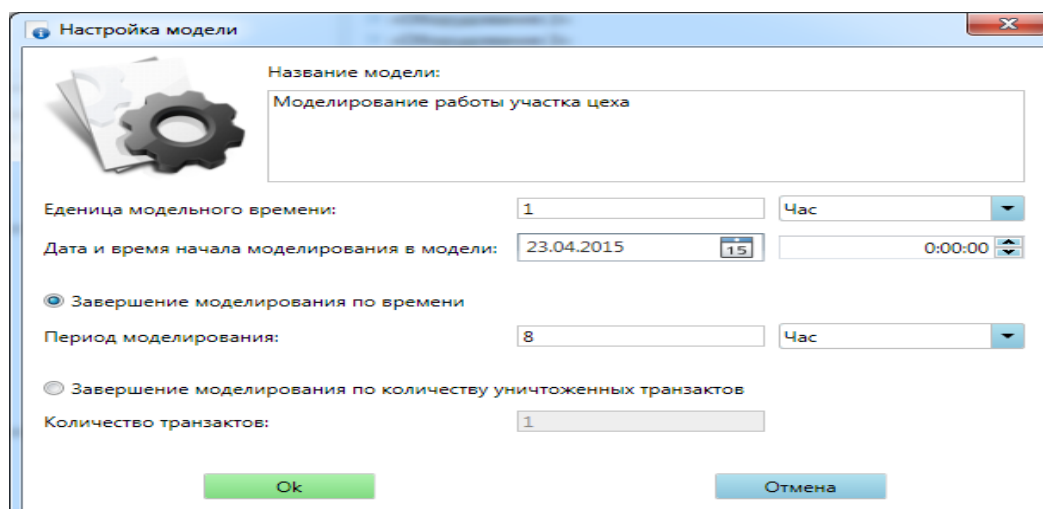 Настройка модели
Название модели:
Моделирование работы участка цеха
Еденица модельного времени: 1 Час
Дата и время начала моделирования в модели: 23.04.2015 15 0:00:00
Завершение моделирования по времени
Период моделирования: 8 Час
Завершение моделирования по количеству уничтоженных транзактов
Количество транзактов: 1
Ok Отмена